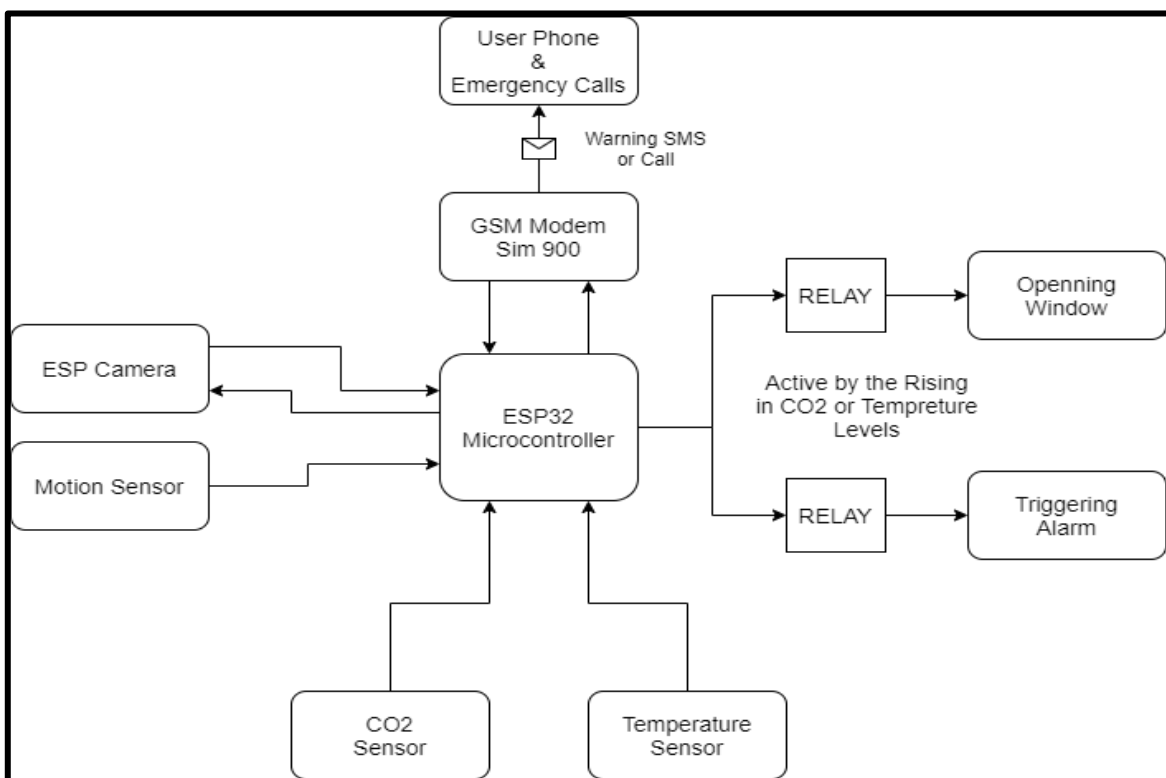 User Phone
&
Emergency Calls
Warning SMS
or Call
GSM Modem
Sim 900
RELAY
Openning
Window
ESP Camera
ESP32
Microcontroller
Active by the Rising
in CO2 or Tempreture
Levels
Motion Sensor
RELAY
Triggering
Alarm
CO2
Sensor
Temperature
Sensor